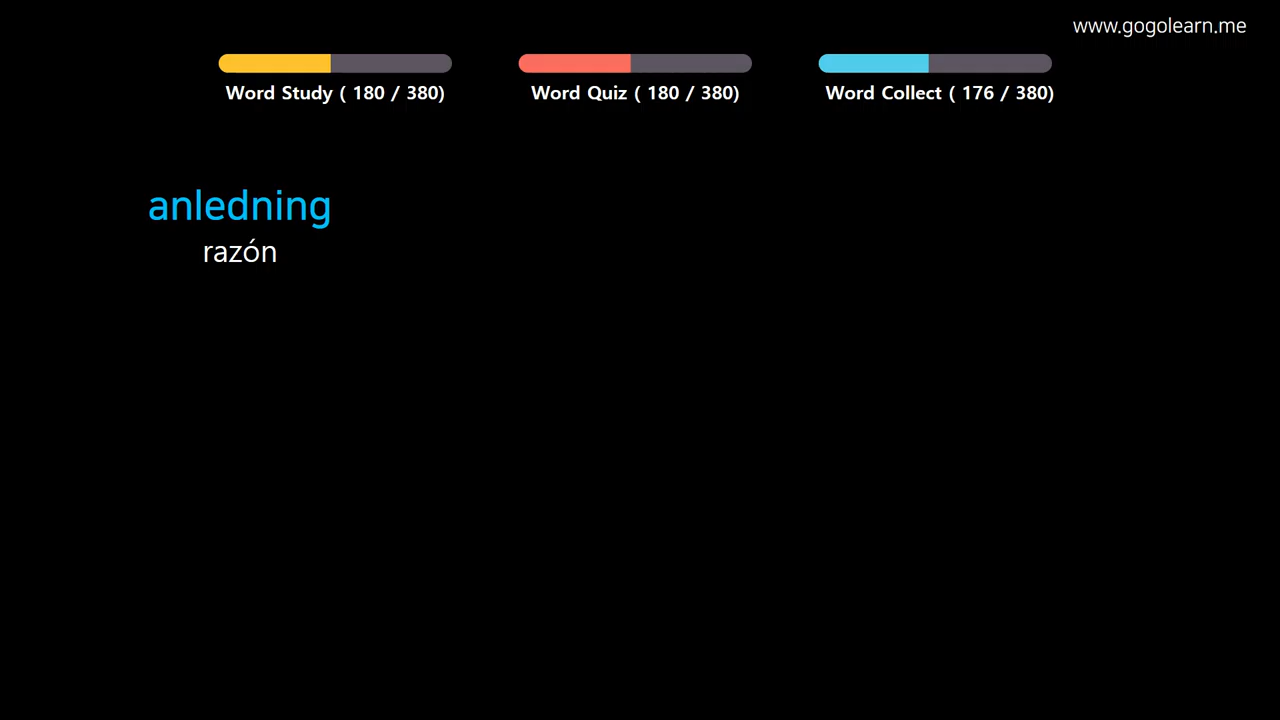 www.gogolearn.me
Word Study ( 180 / 380)
Word Quiz ( 180 / 380)
Word Collect ( 176 / 380)
anledning
razón